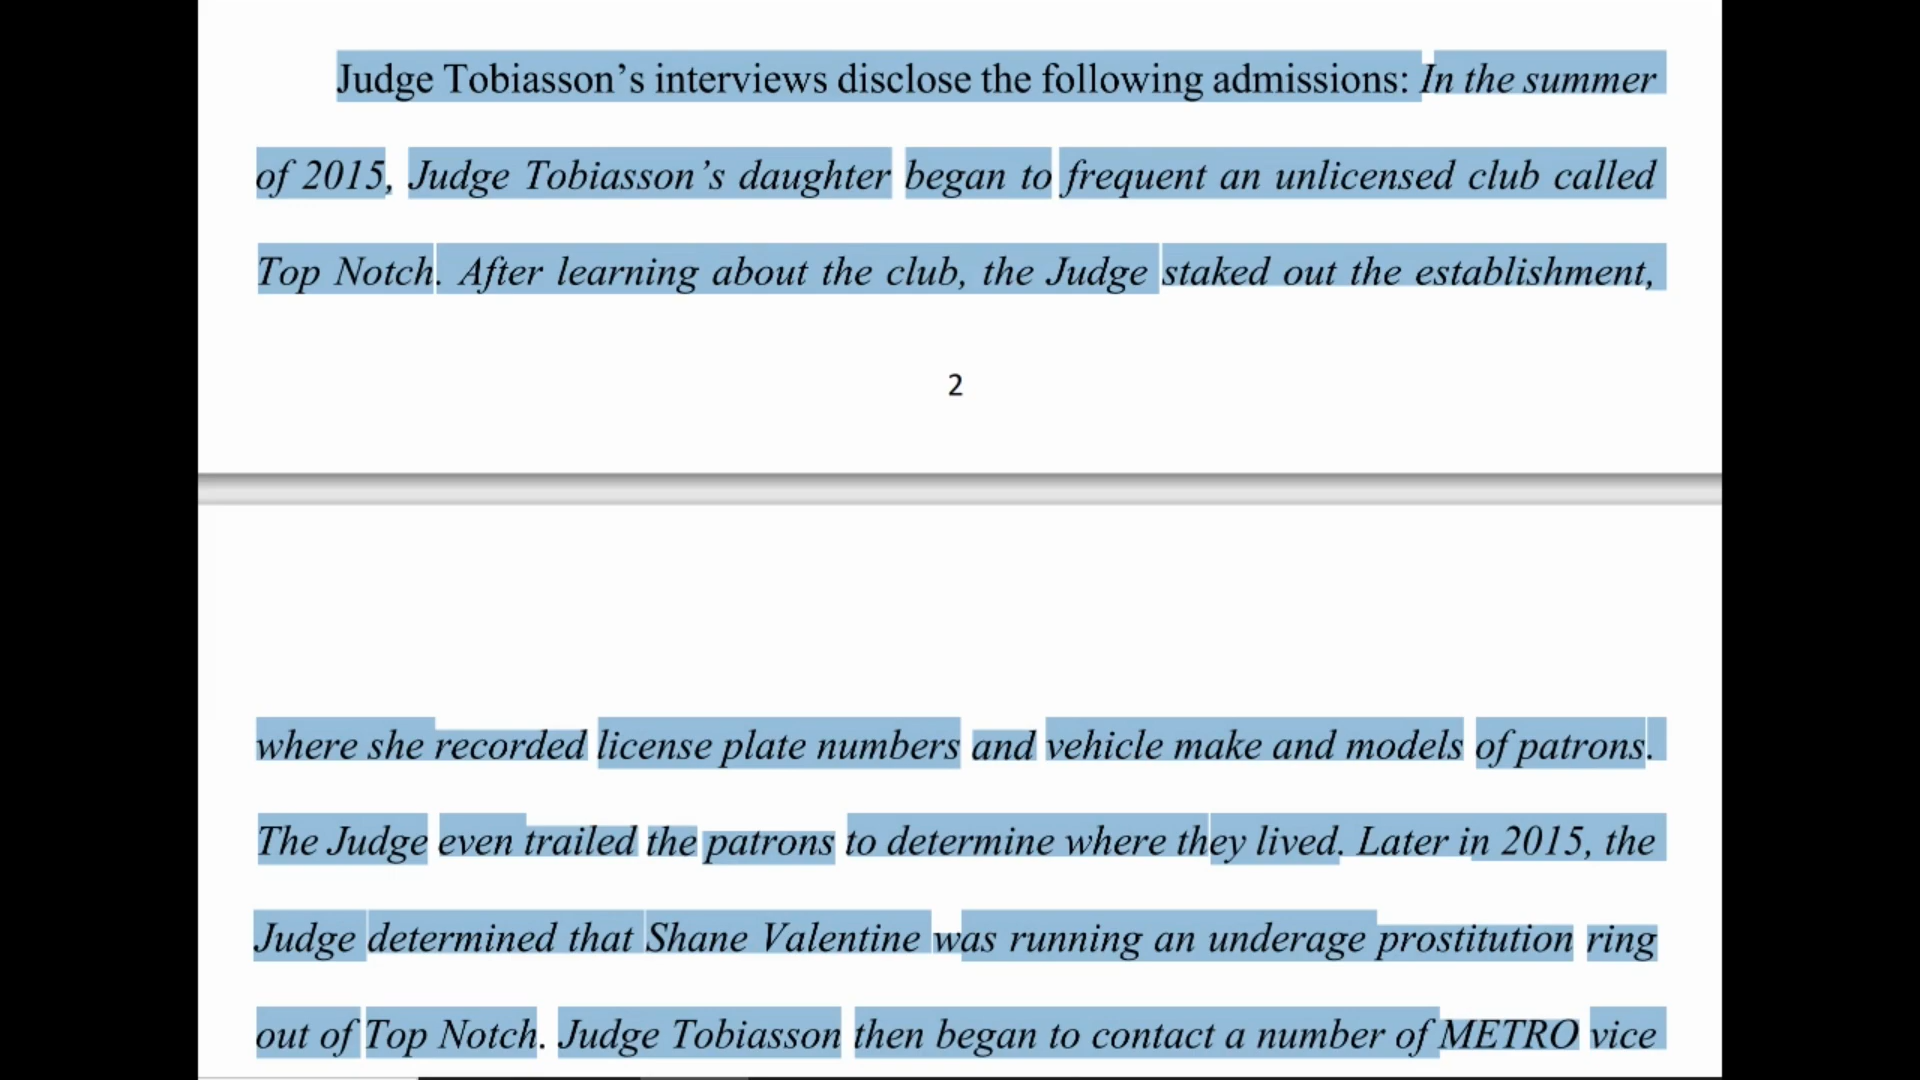 Judge Tobiasson’s interviews disclose the following admissions: In the summer
of 2015, Judge Tobiasson’s daughter began to frequent an unlicensed club called
Top Notch. After learning about the club, the Judge staked out the establishment,
2
where she recorded license plate numbers and vehicle make and models of patrons.
The Judge even trailed the patrons to determine where they lived. Later in 2015, the
Judge determined that Shane Valentine was running an underage prostitution ring
out of Top Notch. Judge Tobiasson then began to contact a number of METRO vice